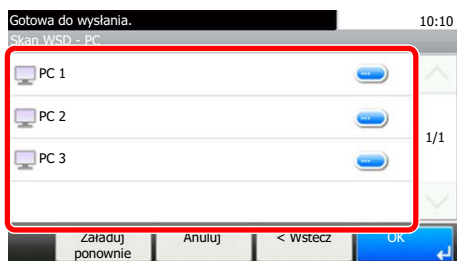 Gotowa do wysłania.
10:10
Skan WSD - PC
PC 1
PC 2
1/1
PC 3
Załaduj
ponownie
Anuluj
< Wstecz
OK